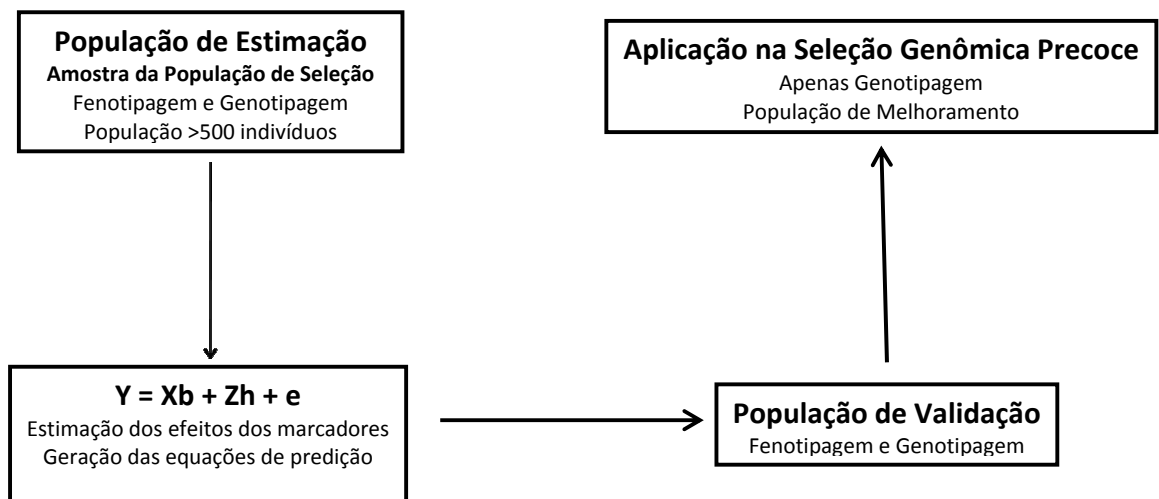 População de Estimação
Amostra da População de Seleção
Fenotipagem e Genotipagem
População >500 indivíduos
Y = Xb + Zh + e
Estimação dos efeitos dos marcadores
Geração das equações de predição
População de Validação
Fenotipagem e Genotipagem
Aplicação na Seleção Genômica Precoce
Apenas Genotipagem
População de Melhoramento